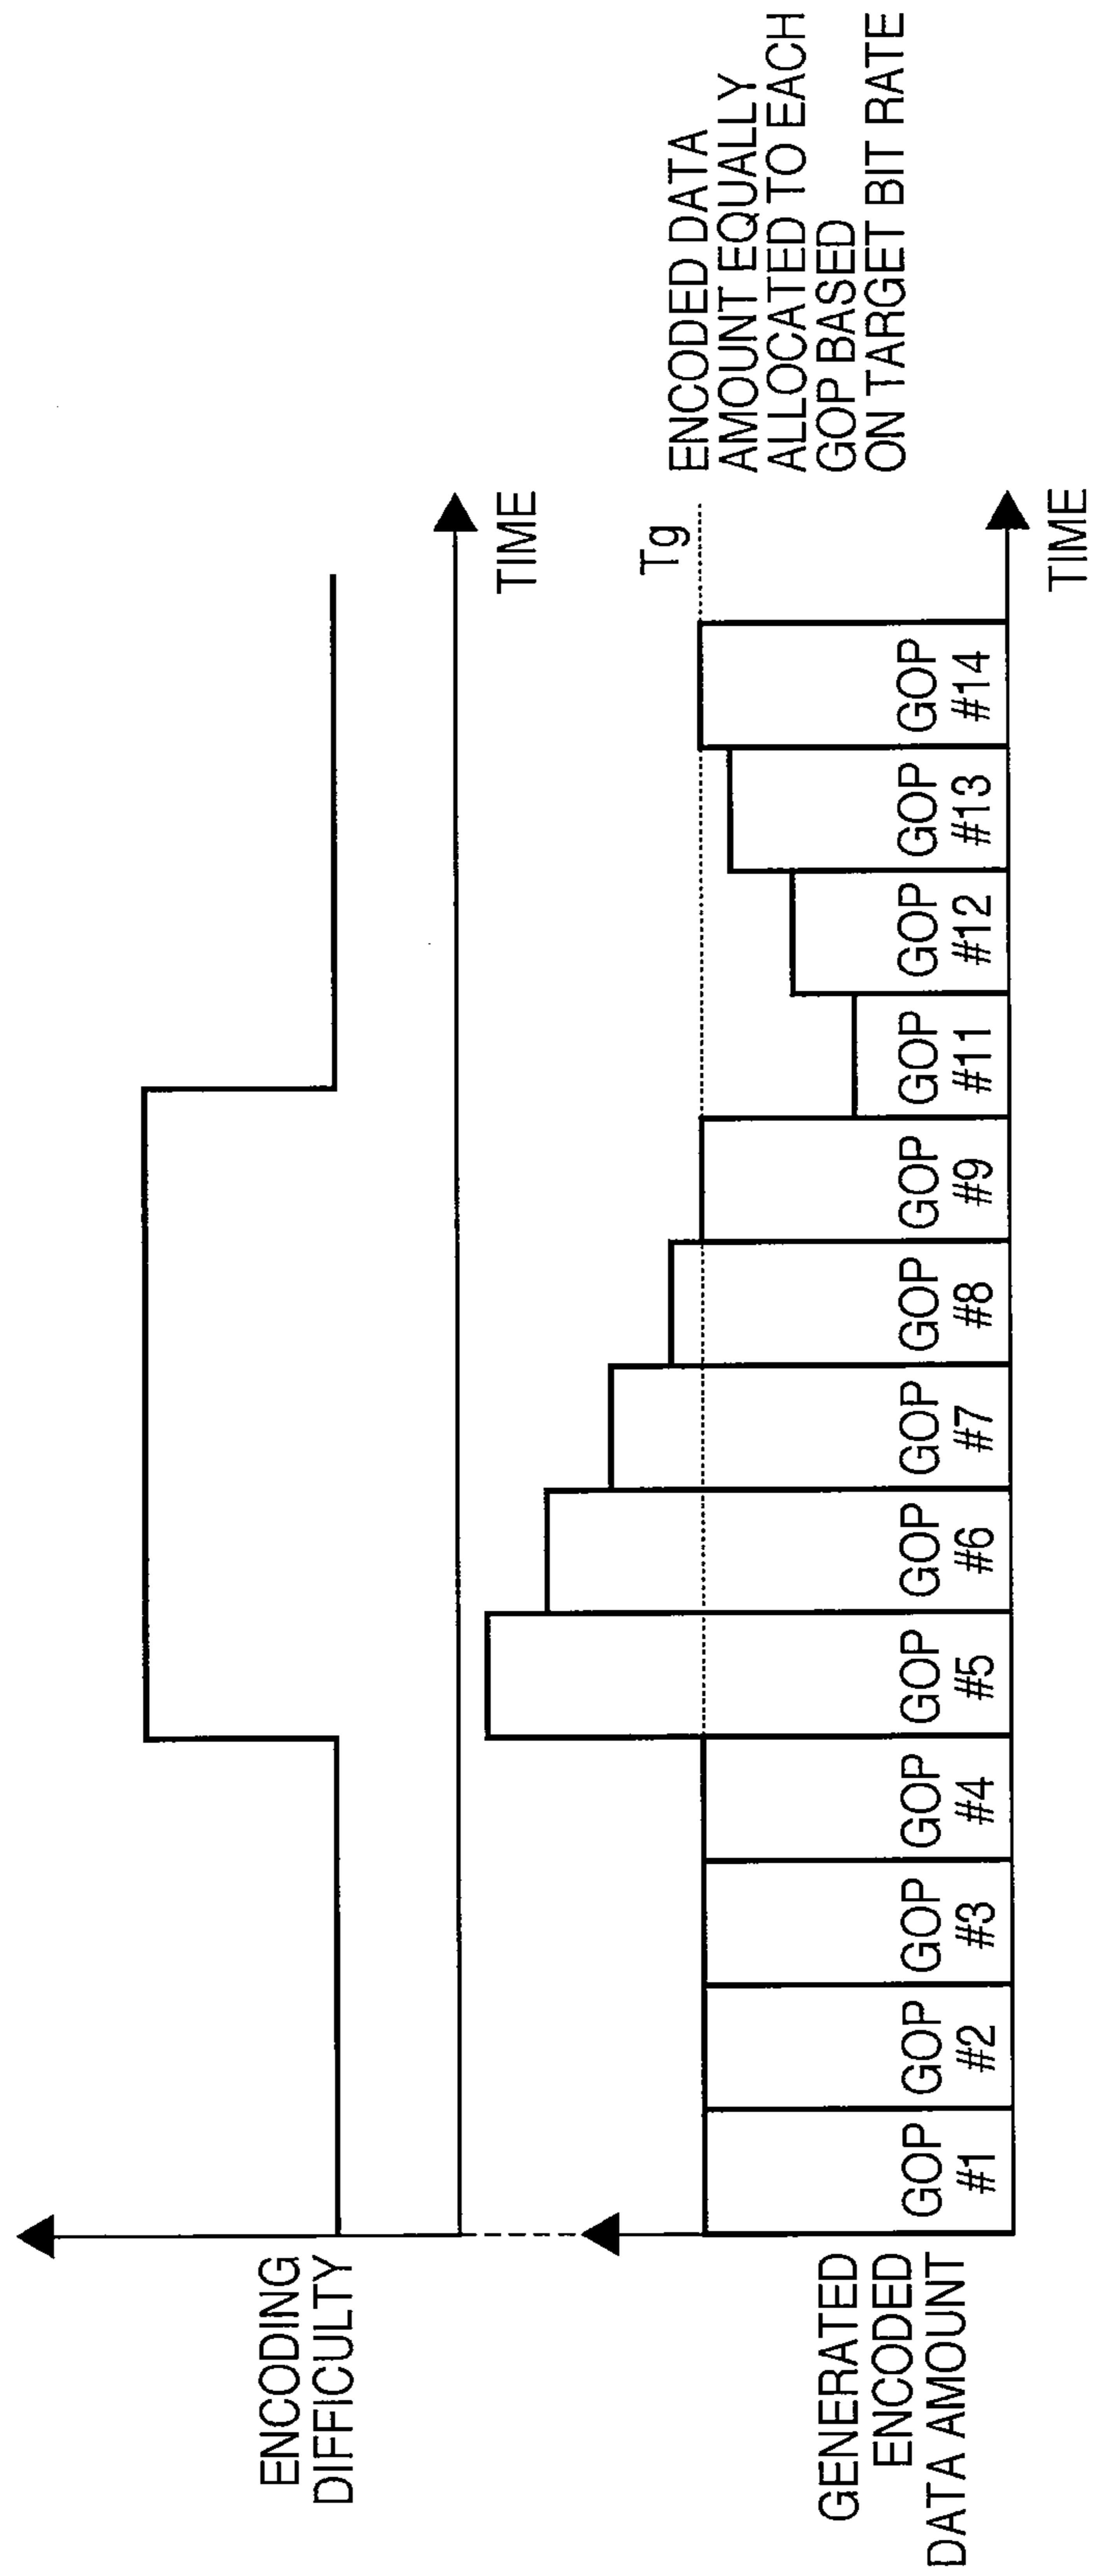 ENCODING
DIFFICULTY
TIME
GENERATED
ENCODED
DATA AMOUNT
GOP
#1
GOP
#2
GOP
#3
GOP
#4
GOP
#5
GOP
#6
GOP
#7
GOP
#8
GOP
#9
GOP
#11
GOP
#12
GOP
#13
GOP
#14
Tg
TIME
ENCODED DATA
AMOUNT EQUALLY
ALLOCATED TO EACH
GOP BASED
ON TARGET BIT RATE